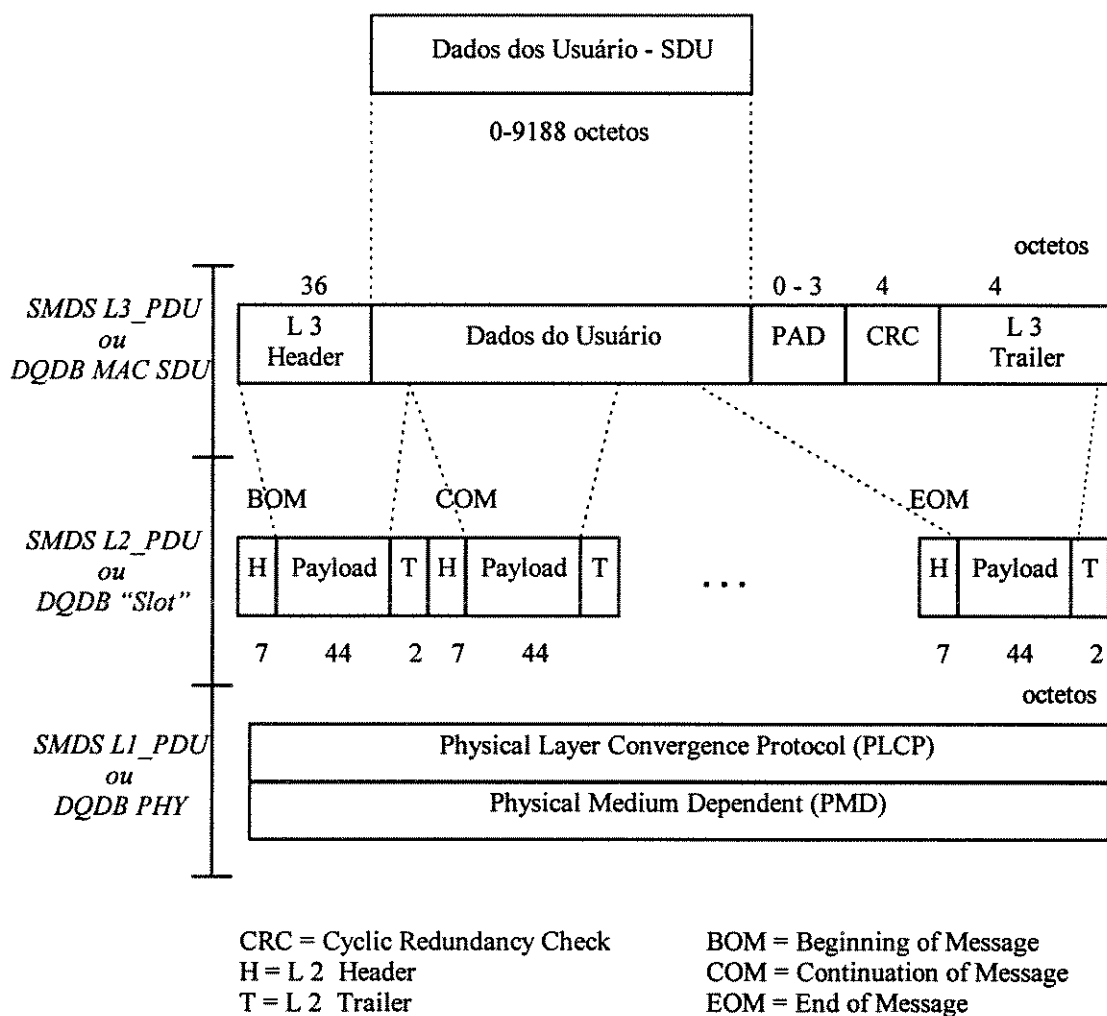 Dados dos Usuário - SDU
0-9188 octetos
octetos
36 0 - 3 4 4
SMDS L3_PDU
ou
DQDB MAC SDU
L 3
Header
Dados do Usuário
PAD
CRC
L 3
Trailer
BOM COM EOM
SMDS L2_PDU
ou
DQDB “Slot”
H Payload T H Payload T ... H Payload T
7 44 2 7 44 7 44 2
octetos
SMDS L1_PDU
ou
DQDB PHY
Physical Layer Convergence Protocol (PLCP)
Physical Medium Dependent (PMD)
CRC = Cyclic Redundancy Check
H = L 2 Header
T = L 2 Trailer
BOM = Beginning of Message
COM = Continuation of Message
EOM = End of Message